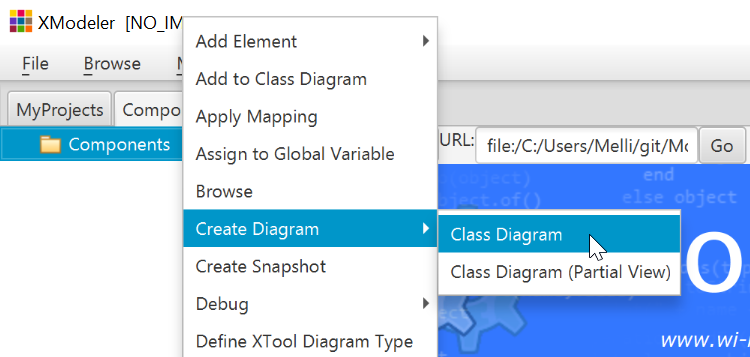 XModeler [NO_IM
File Browse
MyProjects Compo
Components
Add Element
Add to Class Diagram
Apply Mapping
Assign to Global Variable
Browse
Create Diagram
Create Snapshot
Debug
Define XTool Diagram Type
URL: file:/C:/Users/Melli/git/Mo Go
(object) end
object.of() else object
Class Diagram
Class Diagram (Partial View)
www.wi-